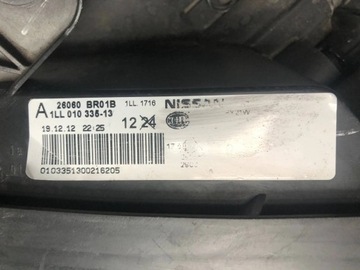 26060 BR01B 1LL 1716 NISSAN
A 1LL 010 335-13
19.12.12 22:25 12 24
0103351300216205